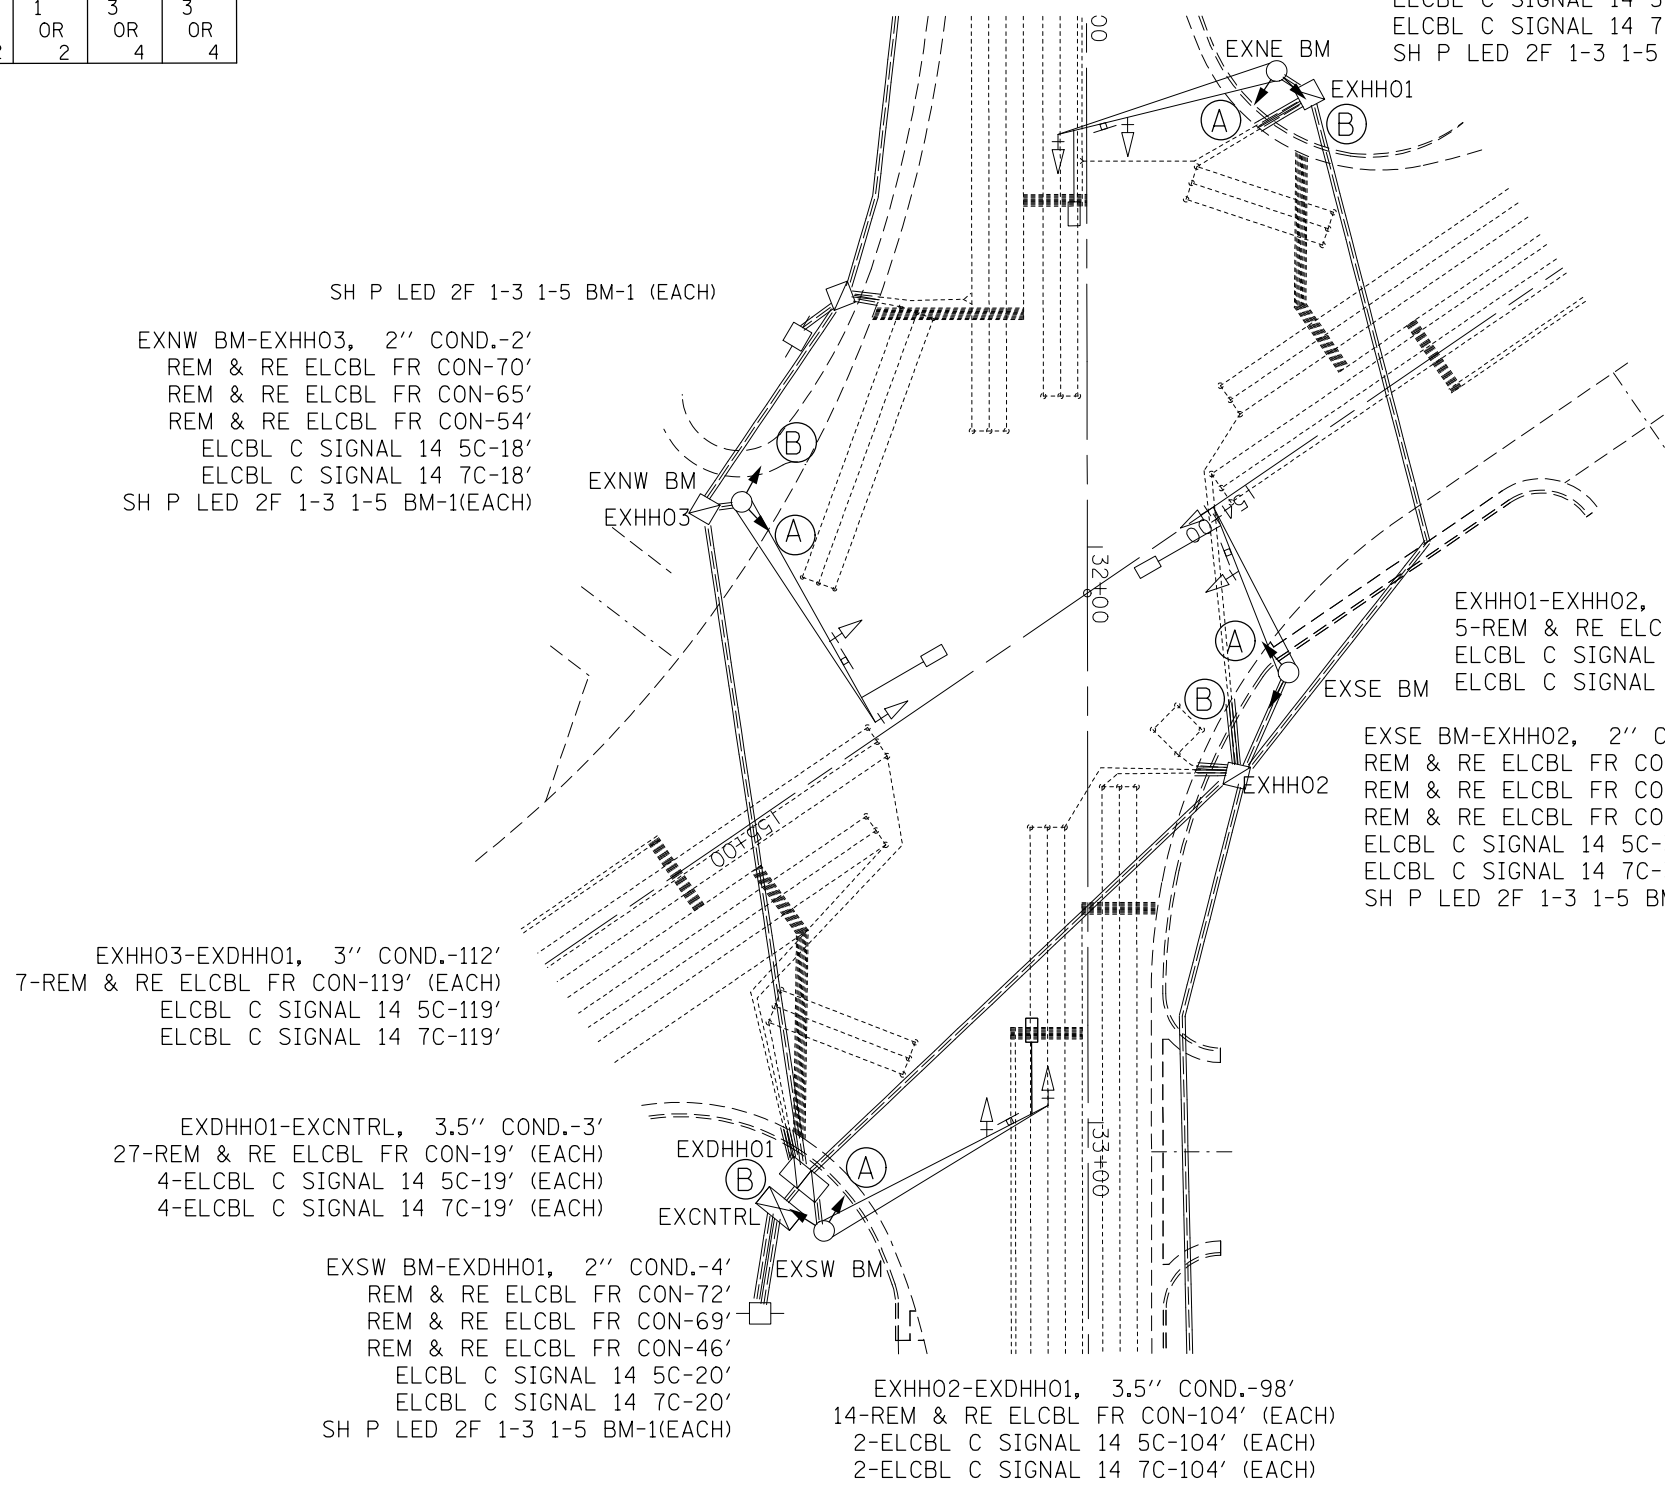 1 3 3
OR OR OR
2 4 4
ELCBL C SIGNAL 14 7
SH P LED 2F 1-3 1-5
EXNE BM
EXHH01
A
B
SH P LED 2F 1-3 1-5 BM-1 (EACH)
EXNW BM-EXHH03, 2'' COND.-2'
REM & RE ELCBL FR CON-70'
REM & RE ELCBL FR CON-65'
REM & RE ELCBL FR CON-54'
ELCBL C SIGNAL 14 5C-18'
ELCBL C SIGNAL 14 7C-18'
SH P LED 2F 1-3 1-5 BM-1(EACH)
B
EXNW BM
EXHH03
A
154+00
32+00
EXHH01-EXHH02,
5-REM & RE ELC
ELCBL C SIGNAL
ELCBL C SIGNAL
A
EXSE BM
B
EXSE BM-EXHH02, 2'' C
REM & RE ELCBL FR CO
REM & RE ELCBL FR CO
REM & RE ELCBL FR CO
ELCBL C SIGNAL 14 5C-
ELCBL C SIGNAL 14 7C-
SH P LED 2F 1-3 1-5 BM
EXHH02
155+00
EXHH03-EXDHH01, 3'' COND.-112'
7-REM & RE ELCBL FR CON-119' (EACH)
ELCBL C SIGNAL 14 5C-119'
ELCBL C SIGNAL 14 7C-119'
EXDHH01-EXCNTRL, 3.5'' COND.-3'
27-REM & RE ELCBL FR CON-19' (EACH)
4-ELCBL C SIGNAL 14 5C-19' (EACH)
4-ELCBL C SIGNAL 14 7C-19' (EACH)
EXDHH01
B
A
33+00
EXCNTRL
EXSW BM
EXSW BM-EXDHH01, 2'' COND.-4'
REM & RE ELCBL FR CON-72'
REM & RE ELCBL FR CON-69'
REM & RE ELCBL FR CON-46'
ELCBL C SIGNAL 14 5C-20'
ELCBL C SIGNAL 14 7C-20'
SH P LED 2F 1-3 1-5 BM-1(EACH)
EXHH02-EXDHH01, 3.5'' COND.-98'
14-REM & RE ELCBL FR CON-104' (EACH)
2-ELCBL C SIGNAL 14 5C-104' (EACH)
2-ELCBL C SIGNAL 14 7C-104' (EACH)